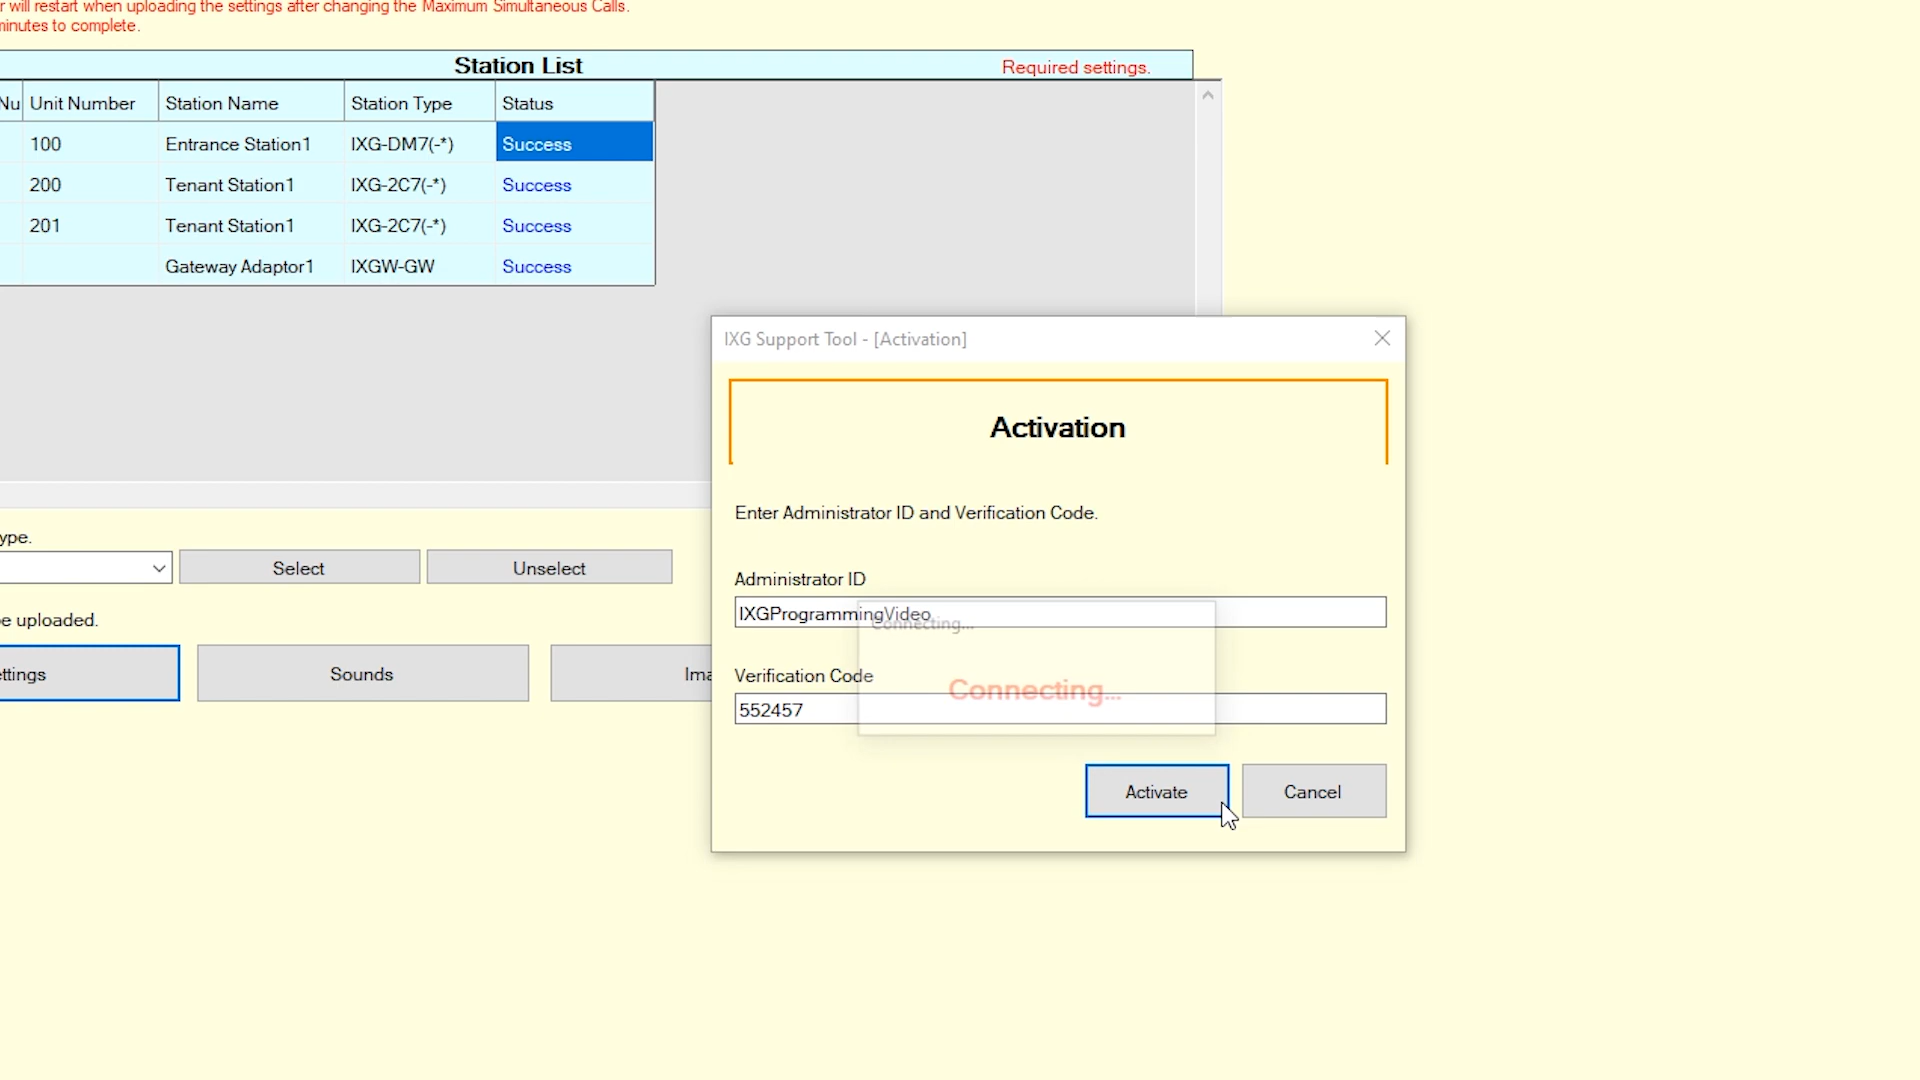 r will restart when uploading the settings after changing the Maximum Simultaneous Calls.
minutes to complete.
Station List
Required settings.
Nu Unit Number Station Name Station Type Status
100 Entrance Station1 IXG-DM7(-*) Success
200 Tenant Station1 IXG-2C7(-*) Success
201 Tenant Station1 IXG-2C7(-*) Success
Gateway Adaptor1 IXGW-GW Success
ype.
Select
Unselect
e uploaded.
ttings
Sounds
Ima
IXG Support Tool - [Activation]
Activation
Enter Administrator ID and Verification Code.
Administrator ID
IXGProgrammingVideo
Connecting...
Verification Code
Connecting...
552457
Activate
Cancel